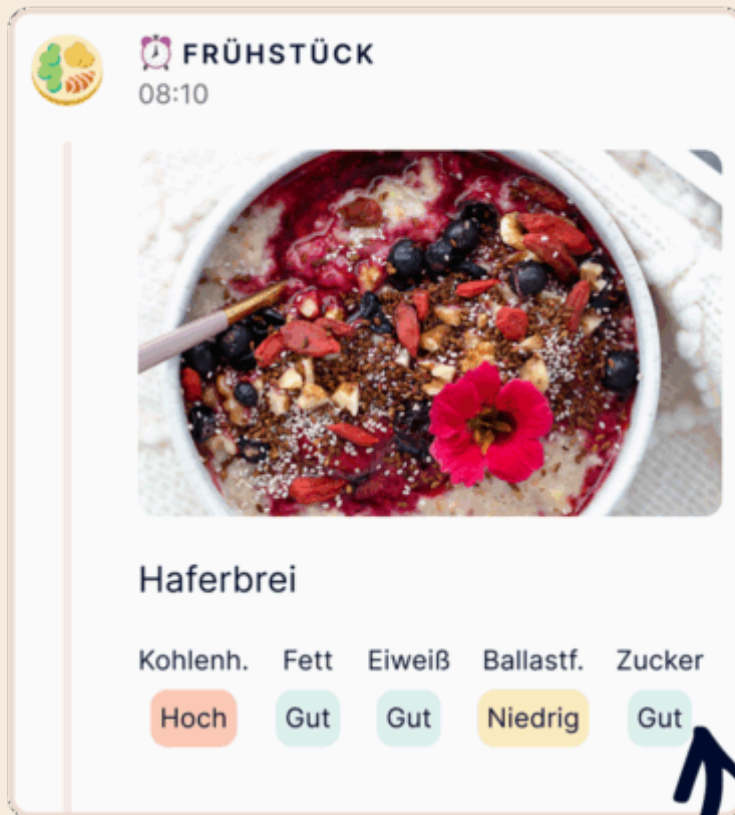 FRÜHSTÜCK
08:10
Haferbrei
Kohlenh. Fett Eiweiß Ballastf. Zucker
Hoch Gut Gut Niedrig Gut